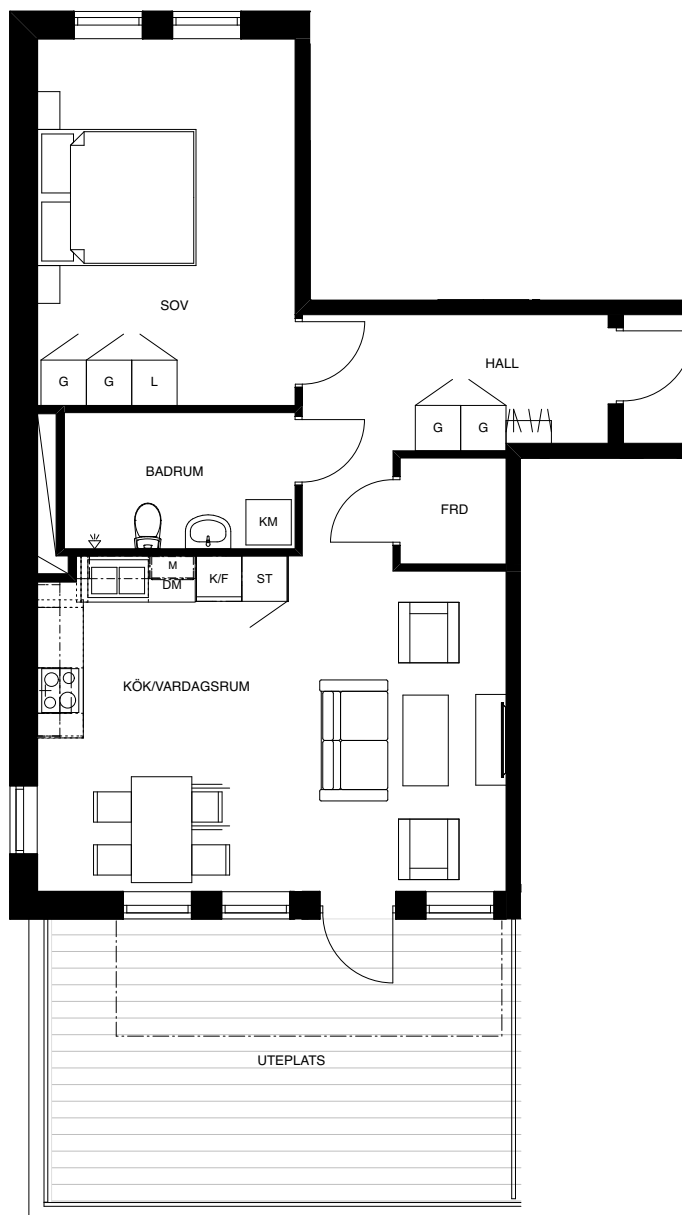 SOV
HALL
G G L
G G
BADRUM
FRD
KM
M
DM K/F ST
KÖK/VARDAGSRUM
UTEPLATS